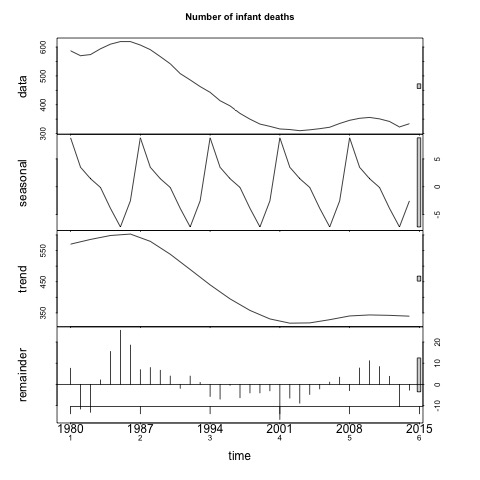 Number of infant deaths
data
300 400 500 600
seasonal
-5 0 5
trend
350 450 550
remainder
-10 0 10 20
1980 1987 1994 2001 2008 2015
1 2 3 4 5 6
time